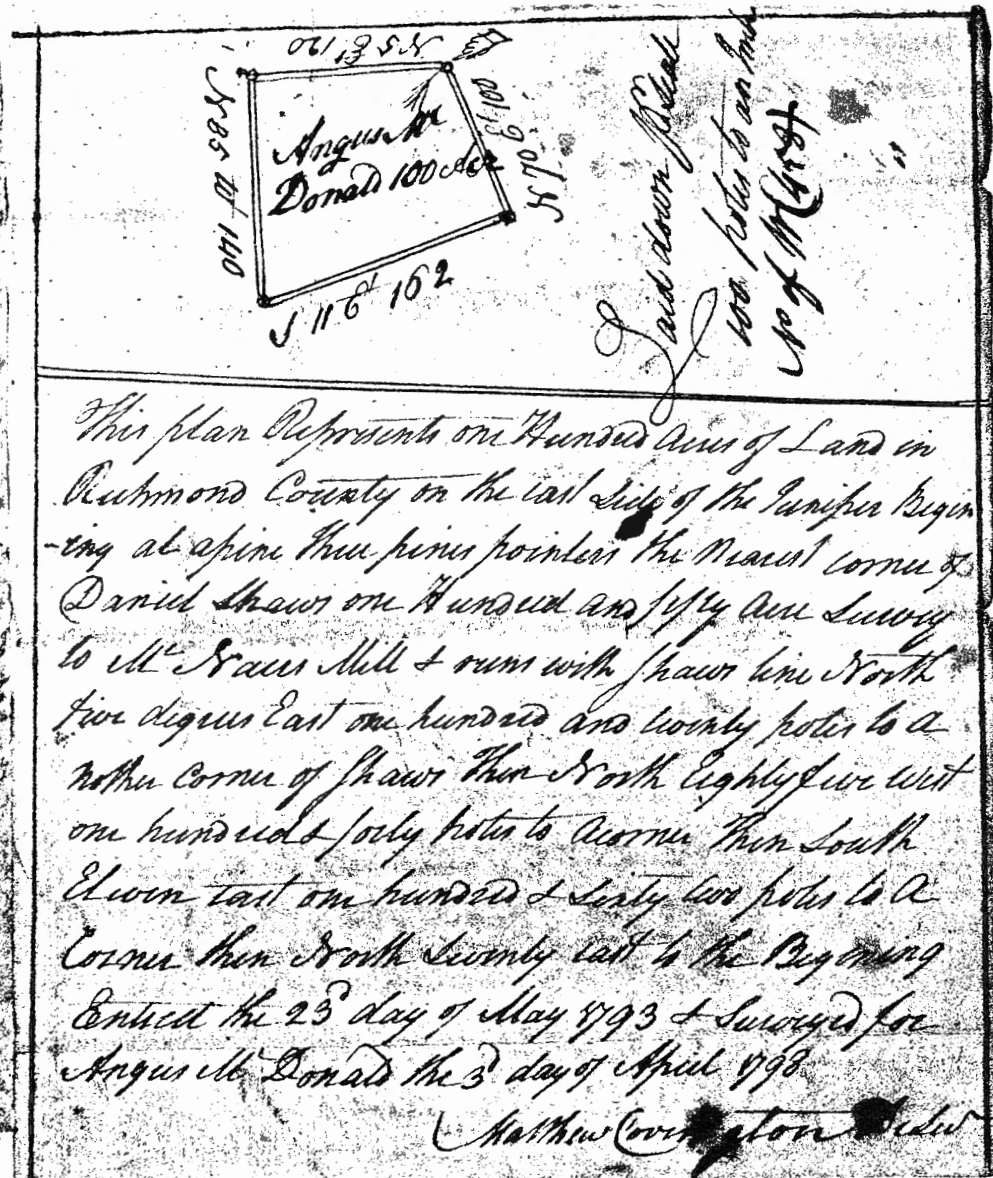 N 5 E 120
Angus Mc
Donald 100 Acr
N 85 W 140
S 11 E 162
N 70 E 100
Laid down P Scale
100 poles to an Inch
No of
This plan Represents one Hundred Acres of Land in
Richmond County on the east Side of the Juniper Begin
-ing at a pine three pines pointers the Nearest corner of
Daniel Shaws one Hundred and fifty Acre Survey
to Mc Nairs Mill & runs with Shaws line North
five degrees East one hundred and twenty poles to a
nother Corner of Shaws Then North Eighty five West
one hundred & forty poles to a corner Then South
Eleven east one hundred & Sixty two poles to A
Corner then North Seventy east to the Begening
Entred the 23d day of May 1793 & Surveyed for
Angus Mc Donald the 3d day of April 1798
Matthew Covington